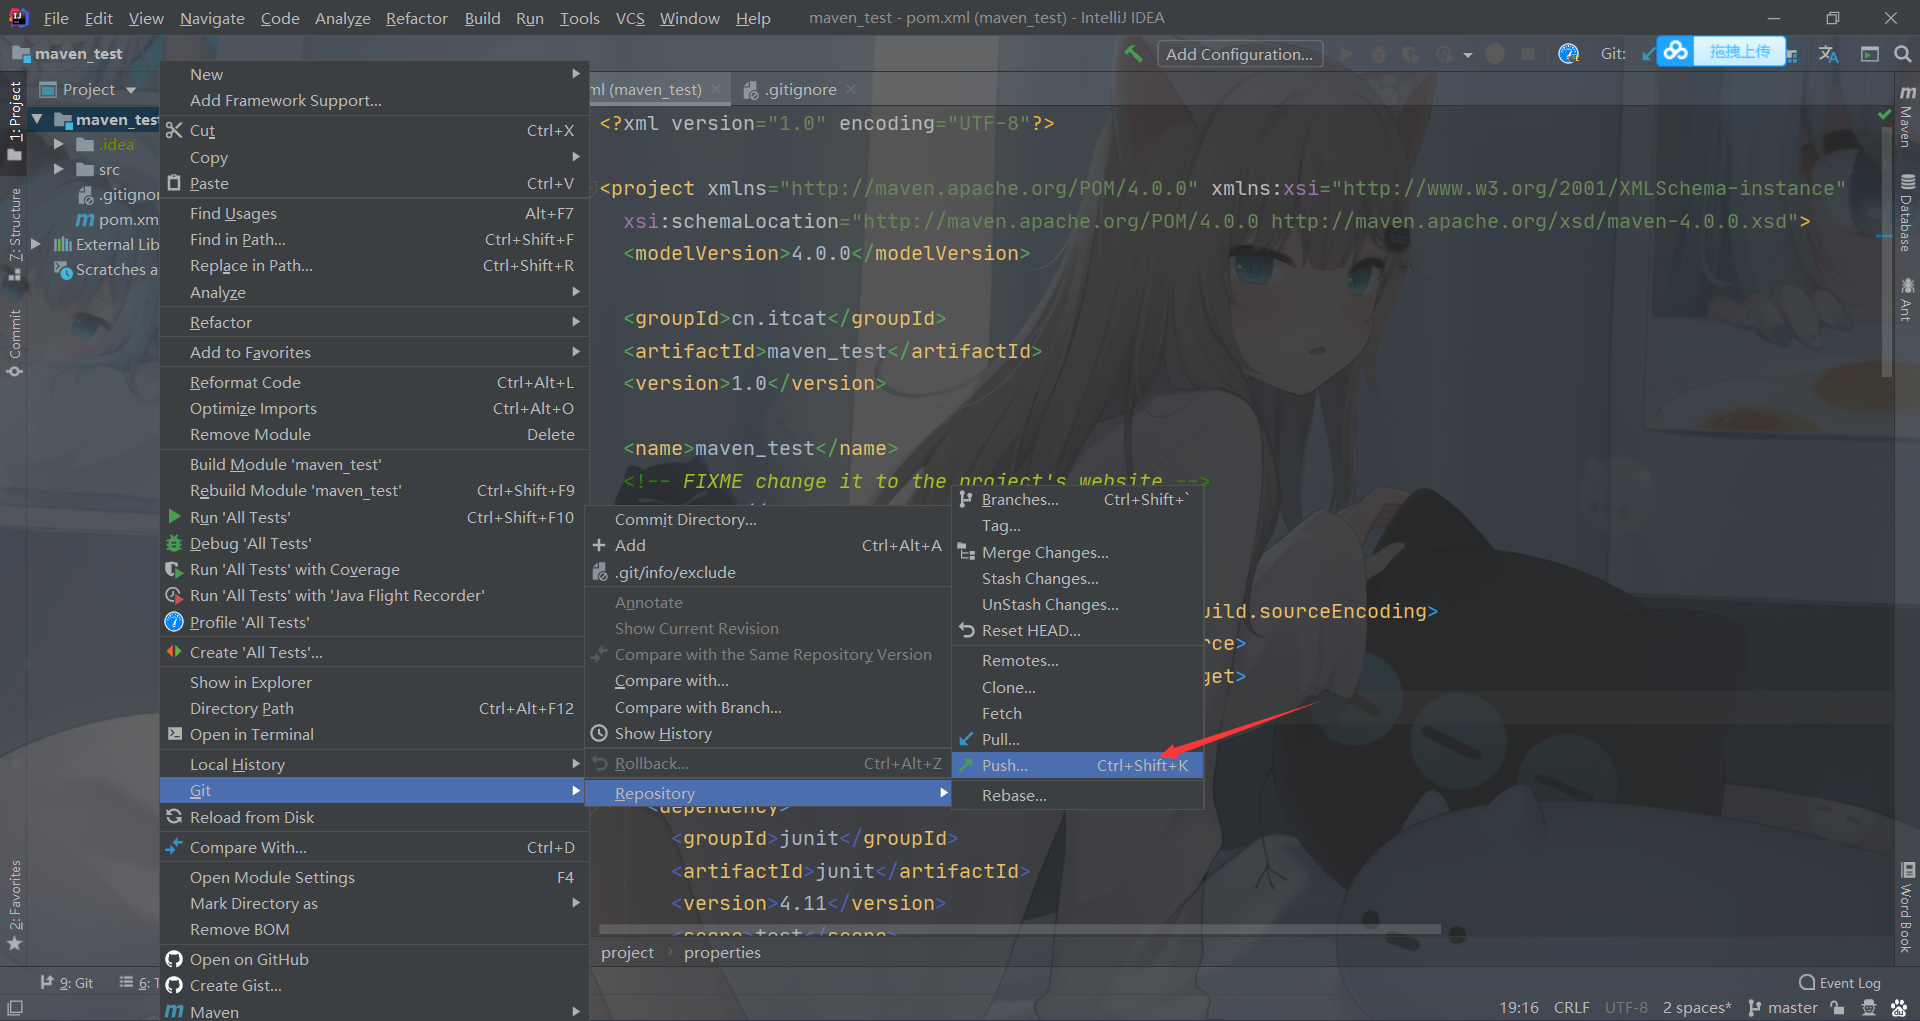 File Edit View Navigate Code Analyze Refactor Build Run Tools VCS Window Help maven_test - pom.xml (maven_test) - IntelliJ IDEA
maven_test
Add Configuration...
Git:
拖拽上传
Project
ml (maven_test)
.gitignore
1: Project
7: Structure
Commit
2: Favorites
maven_test
.idea
src
.gitignor
pom.xm
External Lib
Scratches a
New
Add Framework Support...
Cut Ctrl+X
Copy
Paste Ctrl+V
Find Usages Alt+F7
Find in Path... Ctrl+Shift+F
Replace in Path... Ctrl+Shift+R
Analyze
Refactor
Add to Favorites
Reformat Code Ctrl+Alt+L
Optimize Imports Ctrl+Alt+O
Remove Module Delete
Build Module 'maven_test'
Rebuild Module 'maven_test' Ctrl+Shift+F9
Run 'All Tests' Ctrl+Shift+F10
Debug 'All Tests'
Run 'All Tests' with Coverage
Run 'All Tests' with 'Java Flight Recorder'
Profile 'All Tests'
Create 'All Tests'...
Show in Explorer
Directory Path Ctrl+Alt+F12
Open in Terminal
Local History
Git
Reload from Disk
Compare With... Ctrl+D
Open Module Settings F4
Mark Directory as
Remove BOM
Open on GitHub
Create Gist...
Maven
Commit Directory...
Add Ctrl+Alt+A
.git/info/exclude
Annotate
Show Current Revision
Compare with the Same Repository Version
Compare with...
Compare with Branch...
Show History
Rollback... Ctrl+Alt+Z
Repository
Branches... Ctrl+Shift+`
Tag...
Merge Changes...
Stash Changes...
UnStash Changes...
Reset HEAD...
Remotes...
Clone...
Fetch
Pull...
Push... Ctrl+Shift+K
Rebase...
<?xml version="1.0" encoding="UTF-8"?>
<project xmlns="http://maven.apache.org/POM/4.0.0" xmlns:xsi="http://www.w3.org/2001/XMLSchema-instance"
xsi:schemaLocation="http://maven.apache.org/POM/4.0.0 http://maven.apache.org/xsd/maven-4.0.0.xsd">
<modelVersion>4.0.0</modelVersion>
<groupId>cn.itcat</groupId>
<artifactId>maven_test</artifactId>
<version>1.0</version>
<name>maven_test</name>
<!-- FIXME change it to the project's website -->
uild.sourceEncoding>
rce>
get>
<dependency>
<groupId>junit</groupId>
<artifactId>junit</artifactId>
<version>4.11</version>
<scope>test</scope>
project › properties
Maven
Database
Ant
Word Book
9: Git
6: T
Event Log
19:16 CRLF UTF-8 2 spaces* master